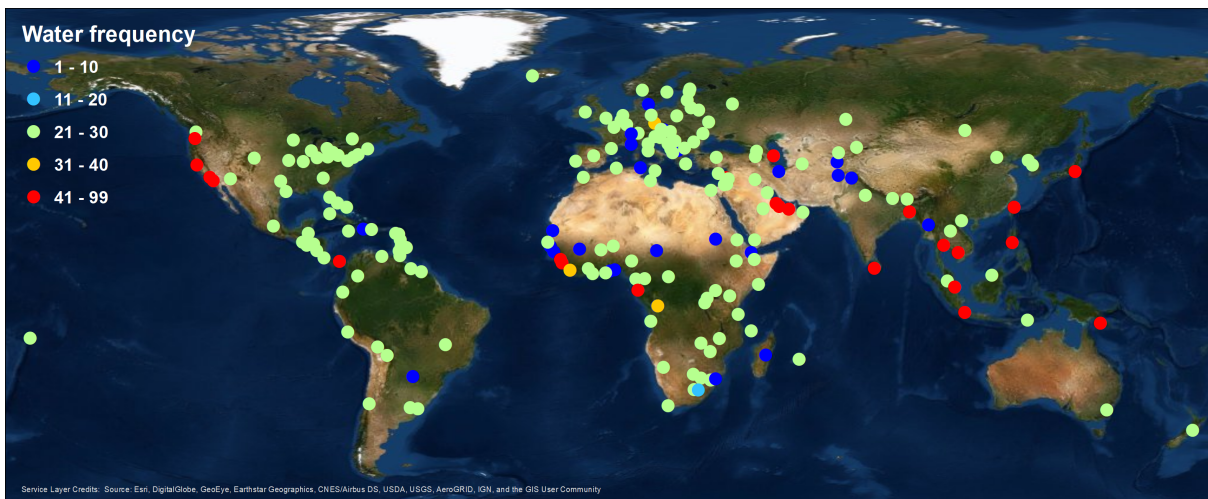 Water frequency
1 - 10
11 - 20
21 - 30
31 - 40
41 - 99
Service Layer Credits: Source: Esri, DigitalGlobe, GeoEye, Earthstar Geographics, CNES/Airbus DS, USDA, USGS, AeroGRID, IGN, and the GIS User Community